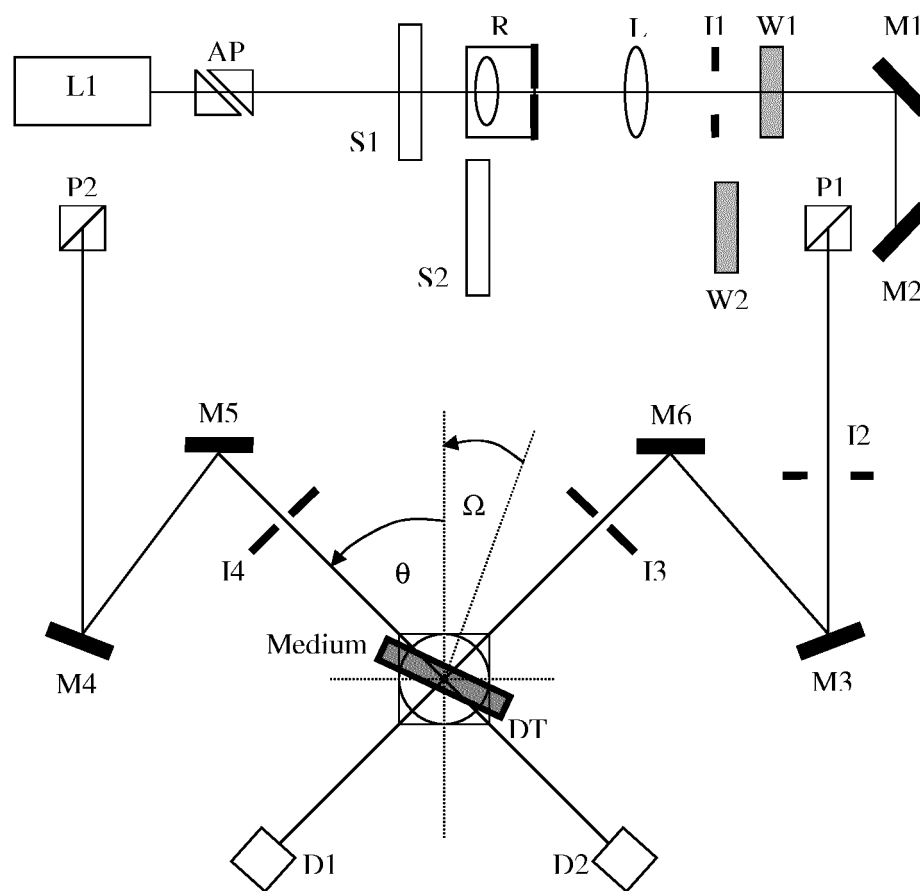 R L I1 W1 M1
AP
L1
S1
P2 P1
S2
W2 M2
M5 M6
I2
Ω
I4 θ I3
Medium
M4 M3
DT
D1 D2